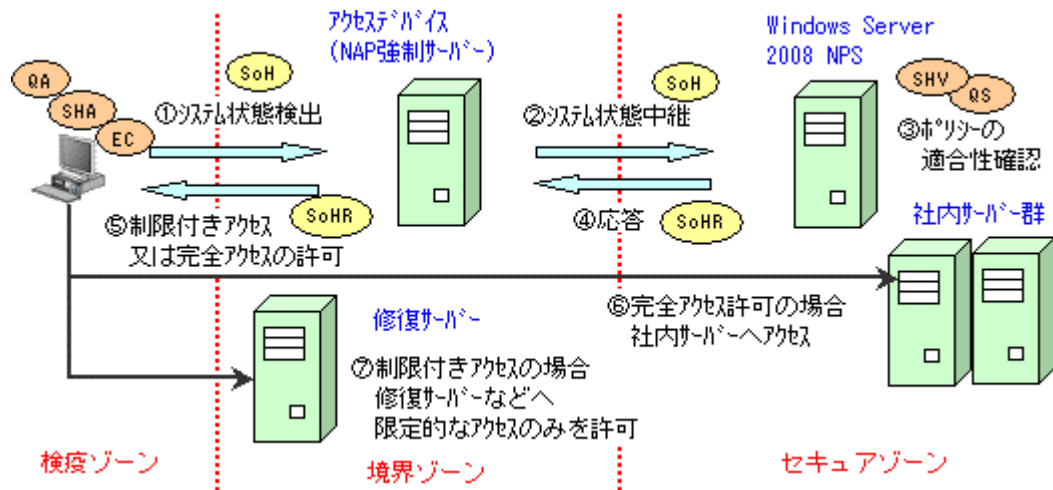 アクセスデバイス
(NAP強制サーバー)
Windows Server
2008 NPS
QA
SHA
EC
SoH
①システム状態検出
SoH
②システム状態中継
SHV
QS
③ポリシーの
適合性確認
SoHR
⑤制限付きアクセス
又は完全アクセスの許可
④応答
SoHR
社内サーバー群
⑥完全アクセス許可の場合
社内サーバーへアクセス
修復サーバー
⑦制限付きアクセスの場合
修復サーバーなどへ
限定的なアクセスのみを許可
検疫ゾーン
境界ゾーン
セキュアゾーン